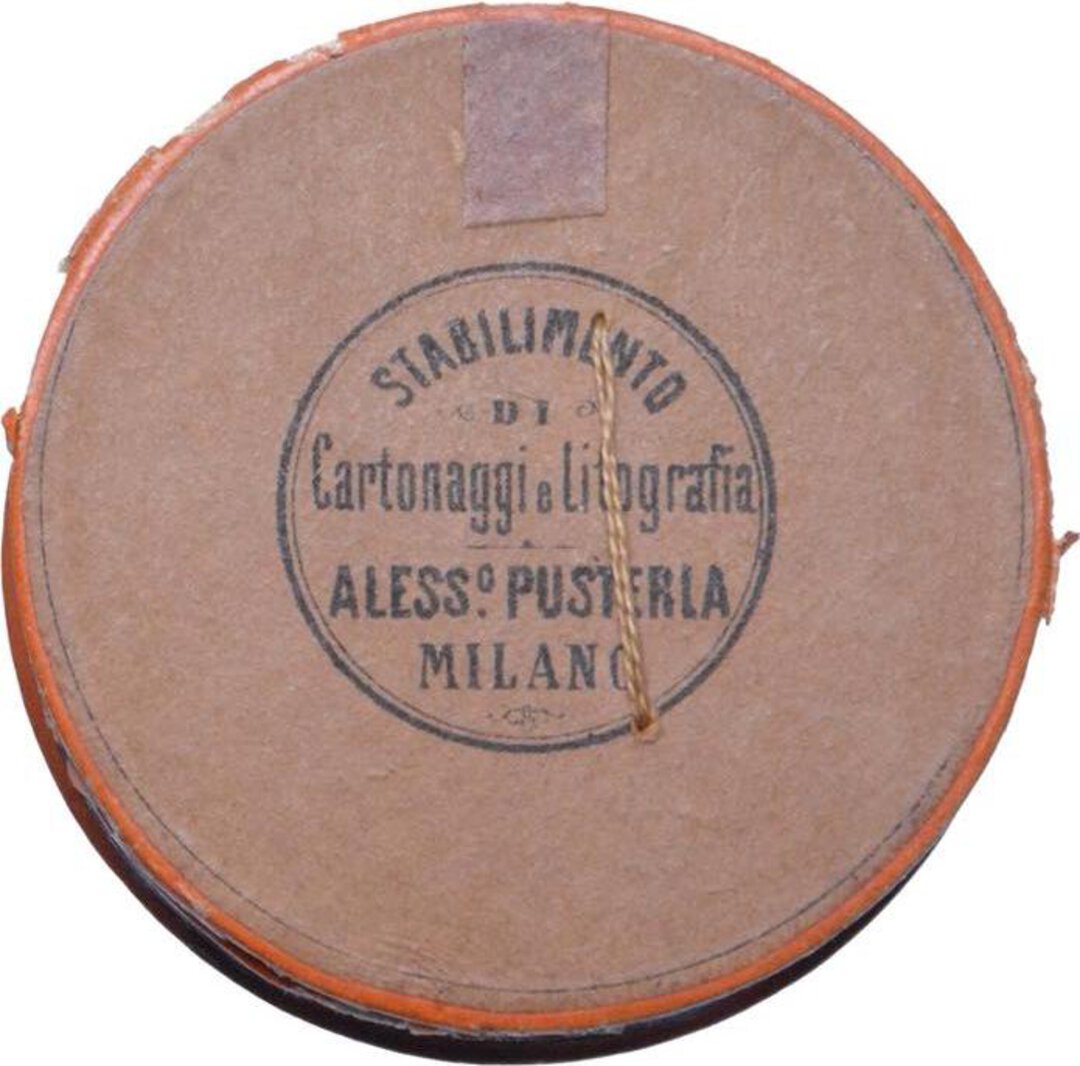 STABILIMENTO
DI
Cartonaggi e Litografia
ALESS.º PUSTERLA
MILANO